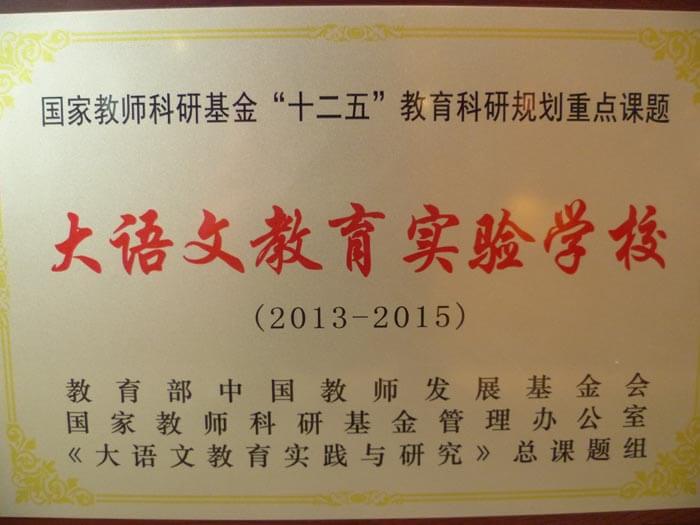 国家教师科研基金“十二五”教育科研规划重点课题
大语文教育实验学校
(2013-2015)
教育部中国教师发展基金会
国家教师科研基金管理办公室
《大语文教育实践与研究》总课题组